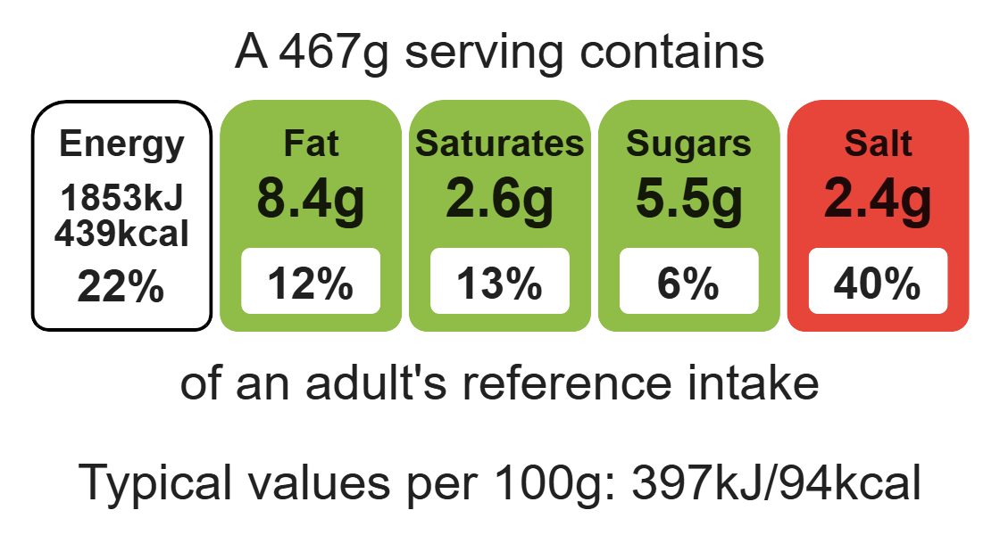 A 467g serving contains
Energy
1853kJ
439kcal
22%
Fat
8.4g
12%
Saturates
2.6g
13%
Sugars
5.5g
6%
Salt
2.4g
40%
of an adult's reference intake
Typical values per 100g: 397kJ/94kcal